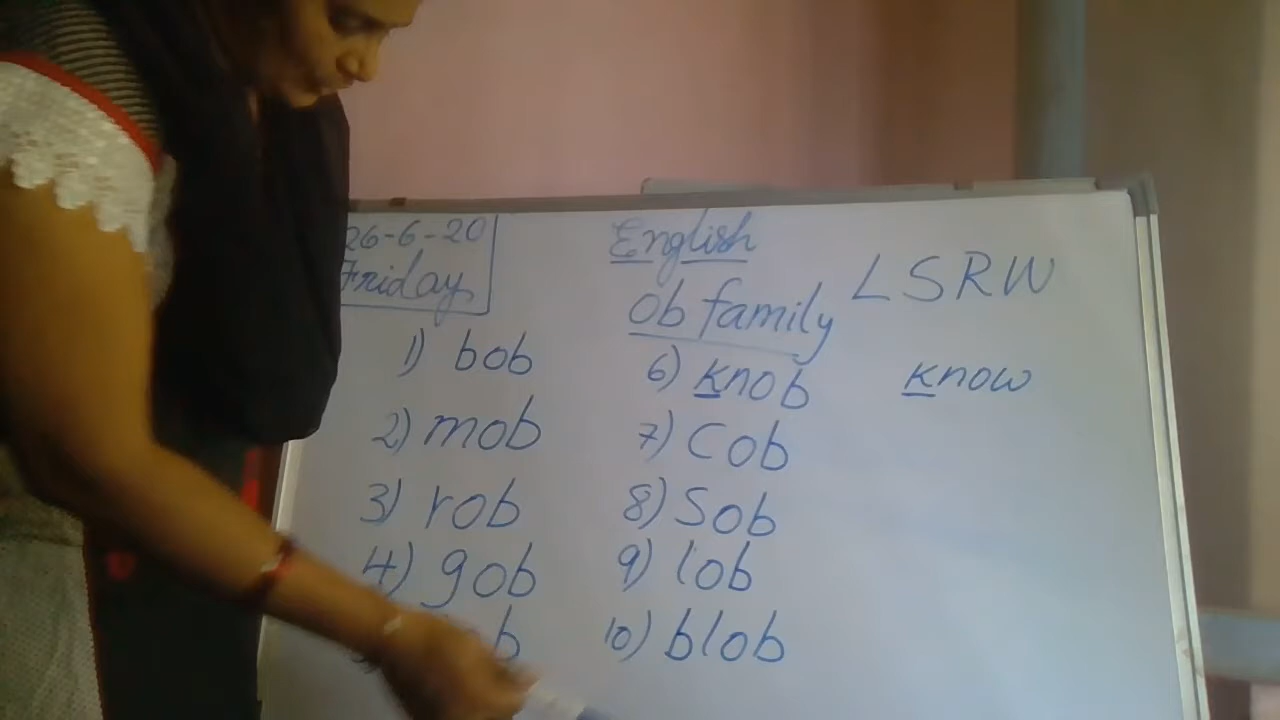 26-6-20
Friday
English
Ob family
LSRW
1) bob
2) mob
3) rob
4) gob
6) knob
know
7) Cob
8) Sob
9) lob
10) blob